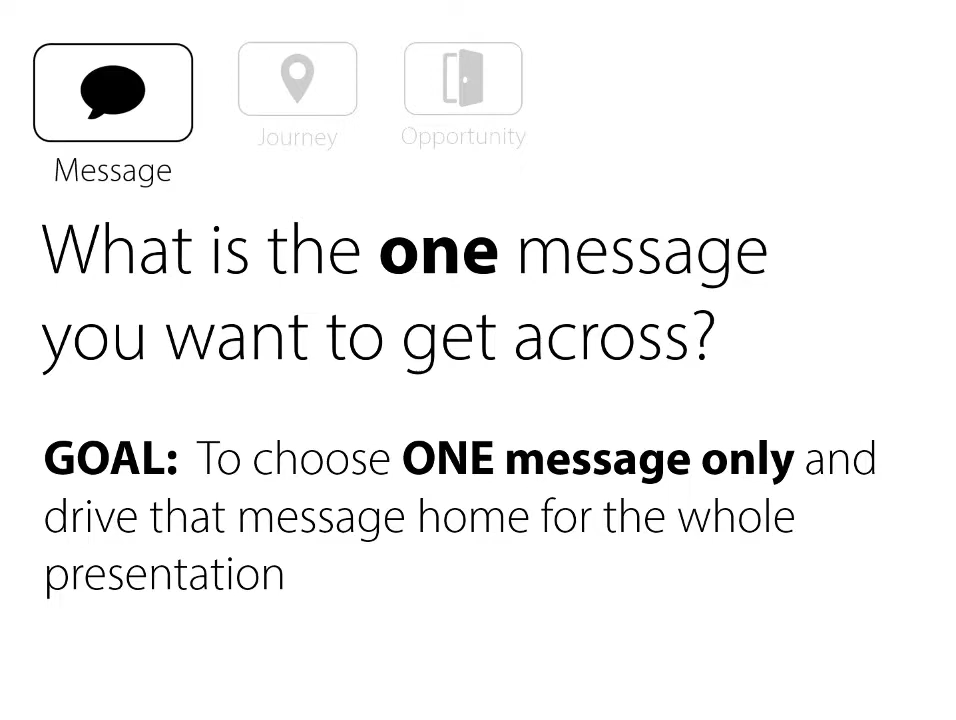 Journey
Opportunity
Message
What is the one message
you want to get across?
GOAL: To choose ONE message only and
drive that message home for the whole
presentation